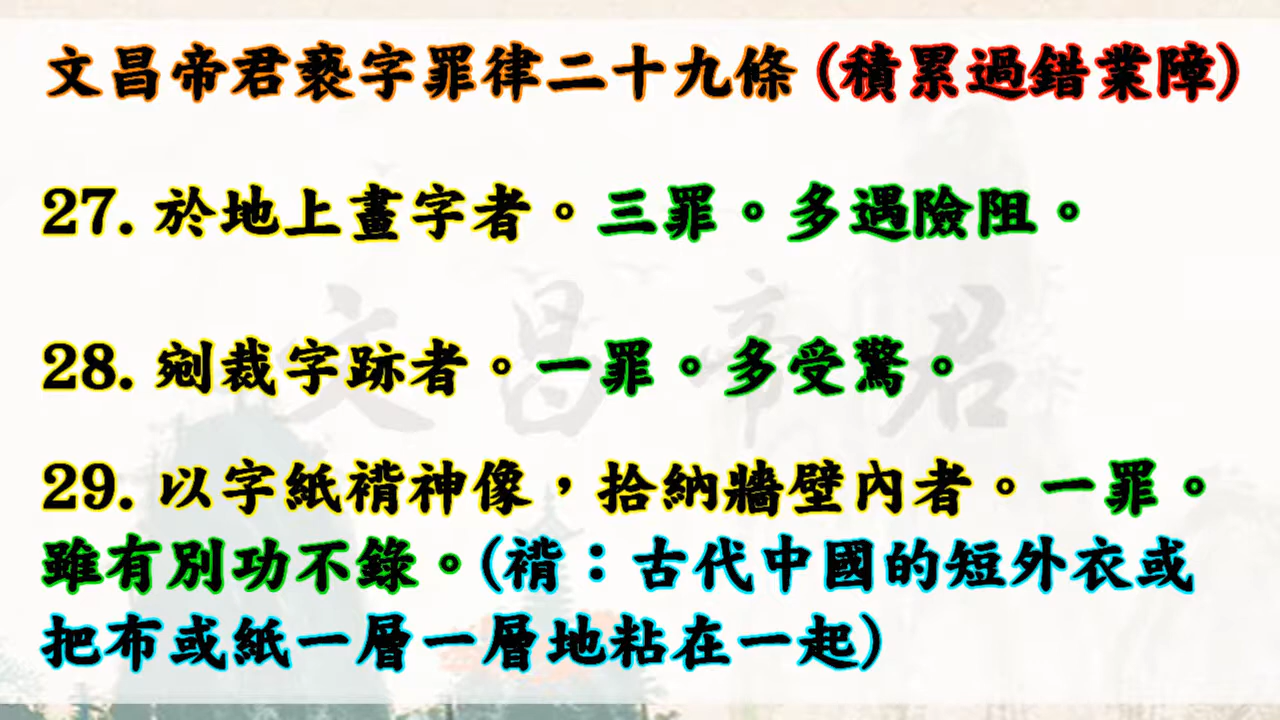 文昌帝君褻字罪律二十九條 (積累過錯業障)
27. 於地上畫字者。三罪。多遇險阻。
28. 剜裁字跡者。一罪。多受驚。
29. 以字紙褙神像，拾納牆壁內者。一罪。
雖有別功不錄。(褙：古代中國的短外衣或
把布或紙一層一層地粘在一起)
文昌帝君